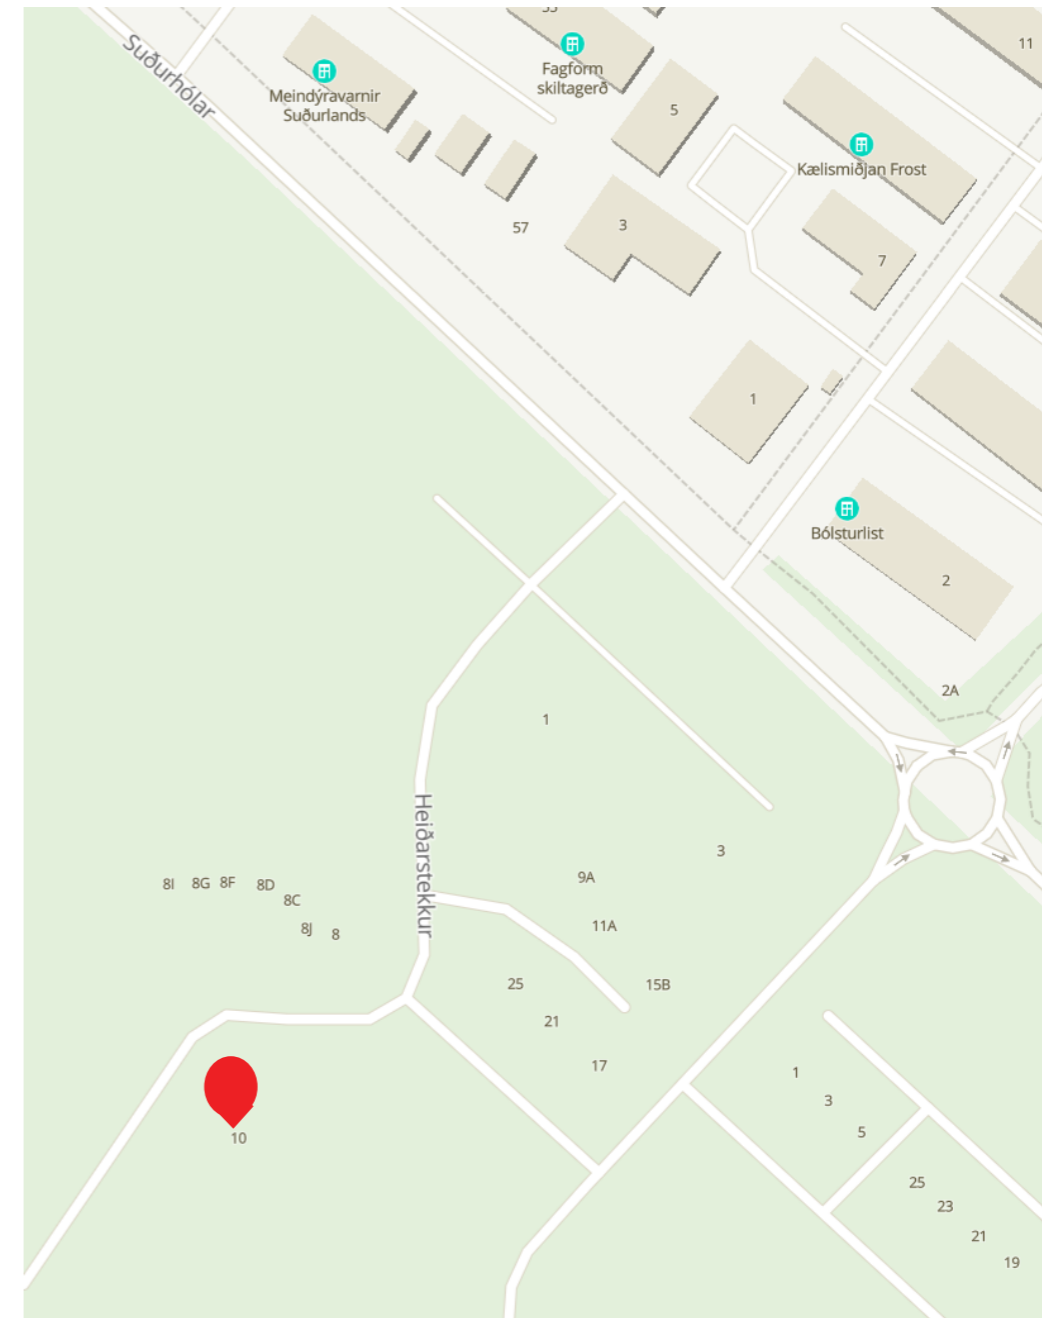 55
11
Fagform
skiltagerð
Meindýravarnir
Suðurlands
Suðurhólar
5
Kælismiðjan Frost
57
3
7
1
Bólsturlist
2
2A
1
Heiðarstekkur
3
9A
8I
8G
8F
8D
8C
8J
8
11A
25
15B
21
17
10
1
3
5
25
23
21
19